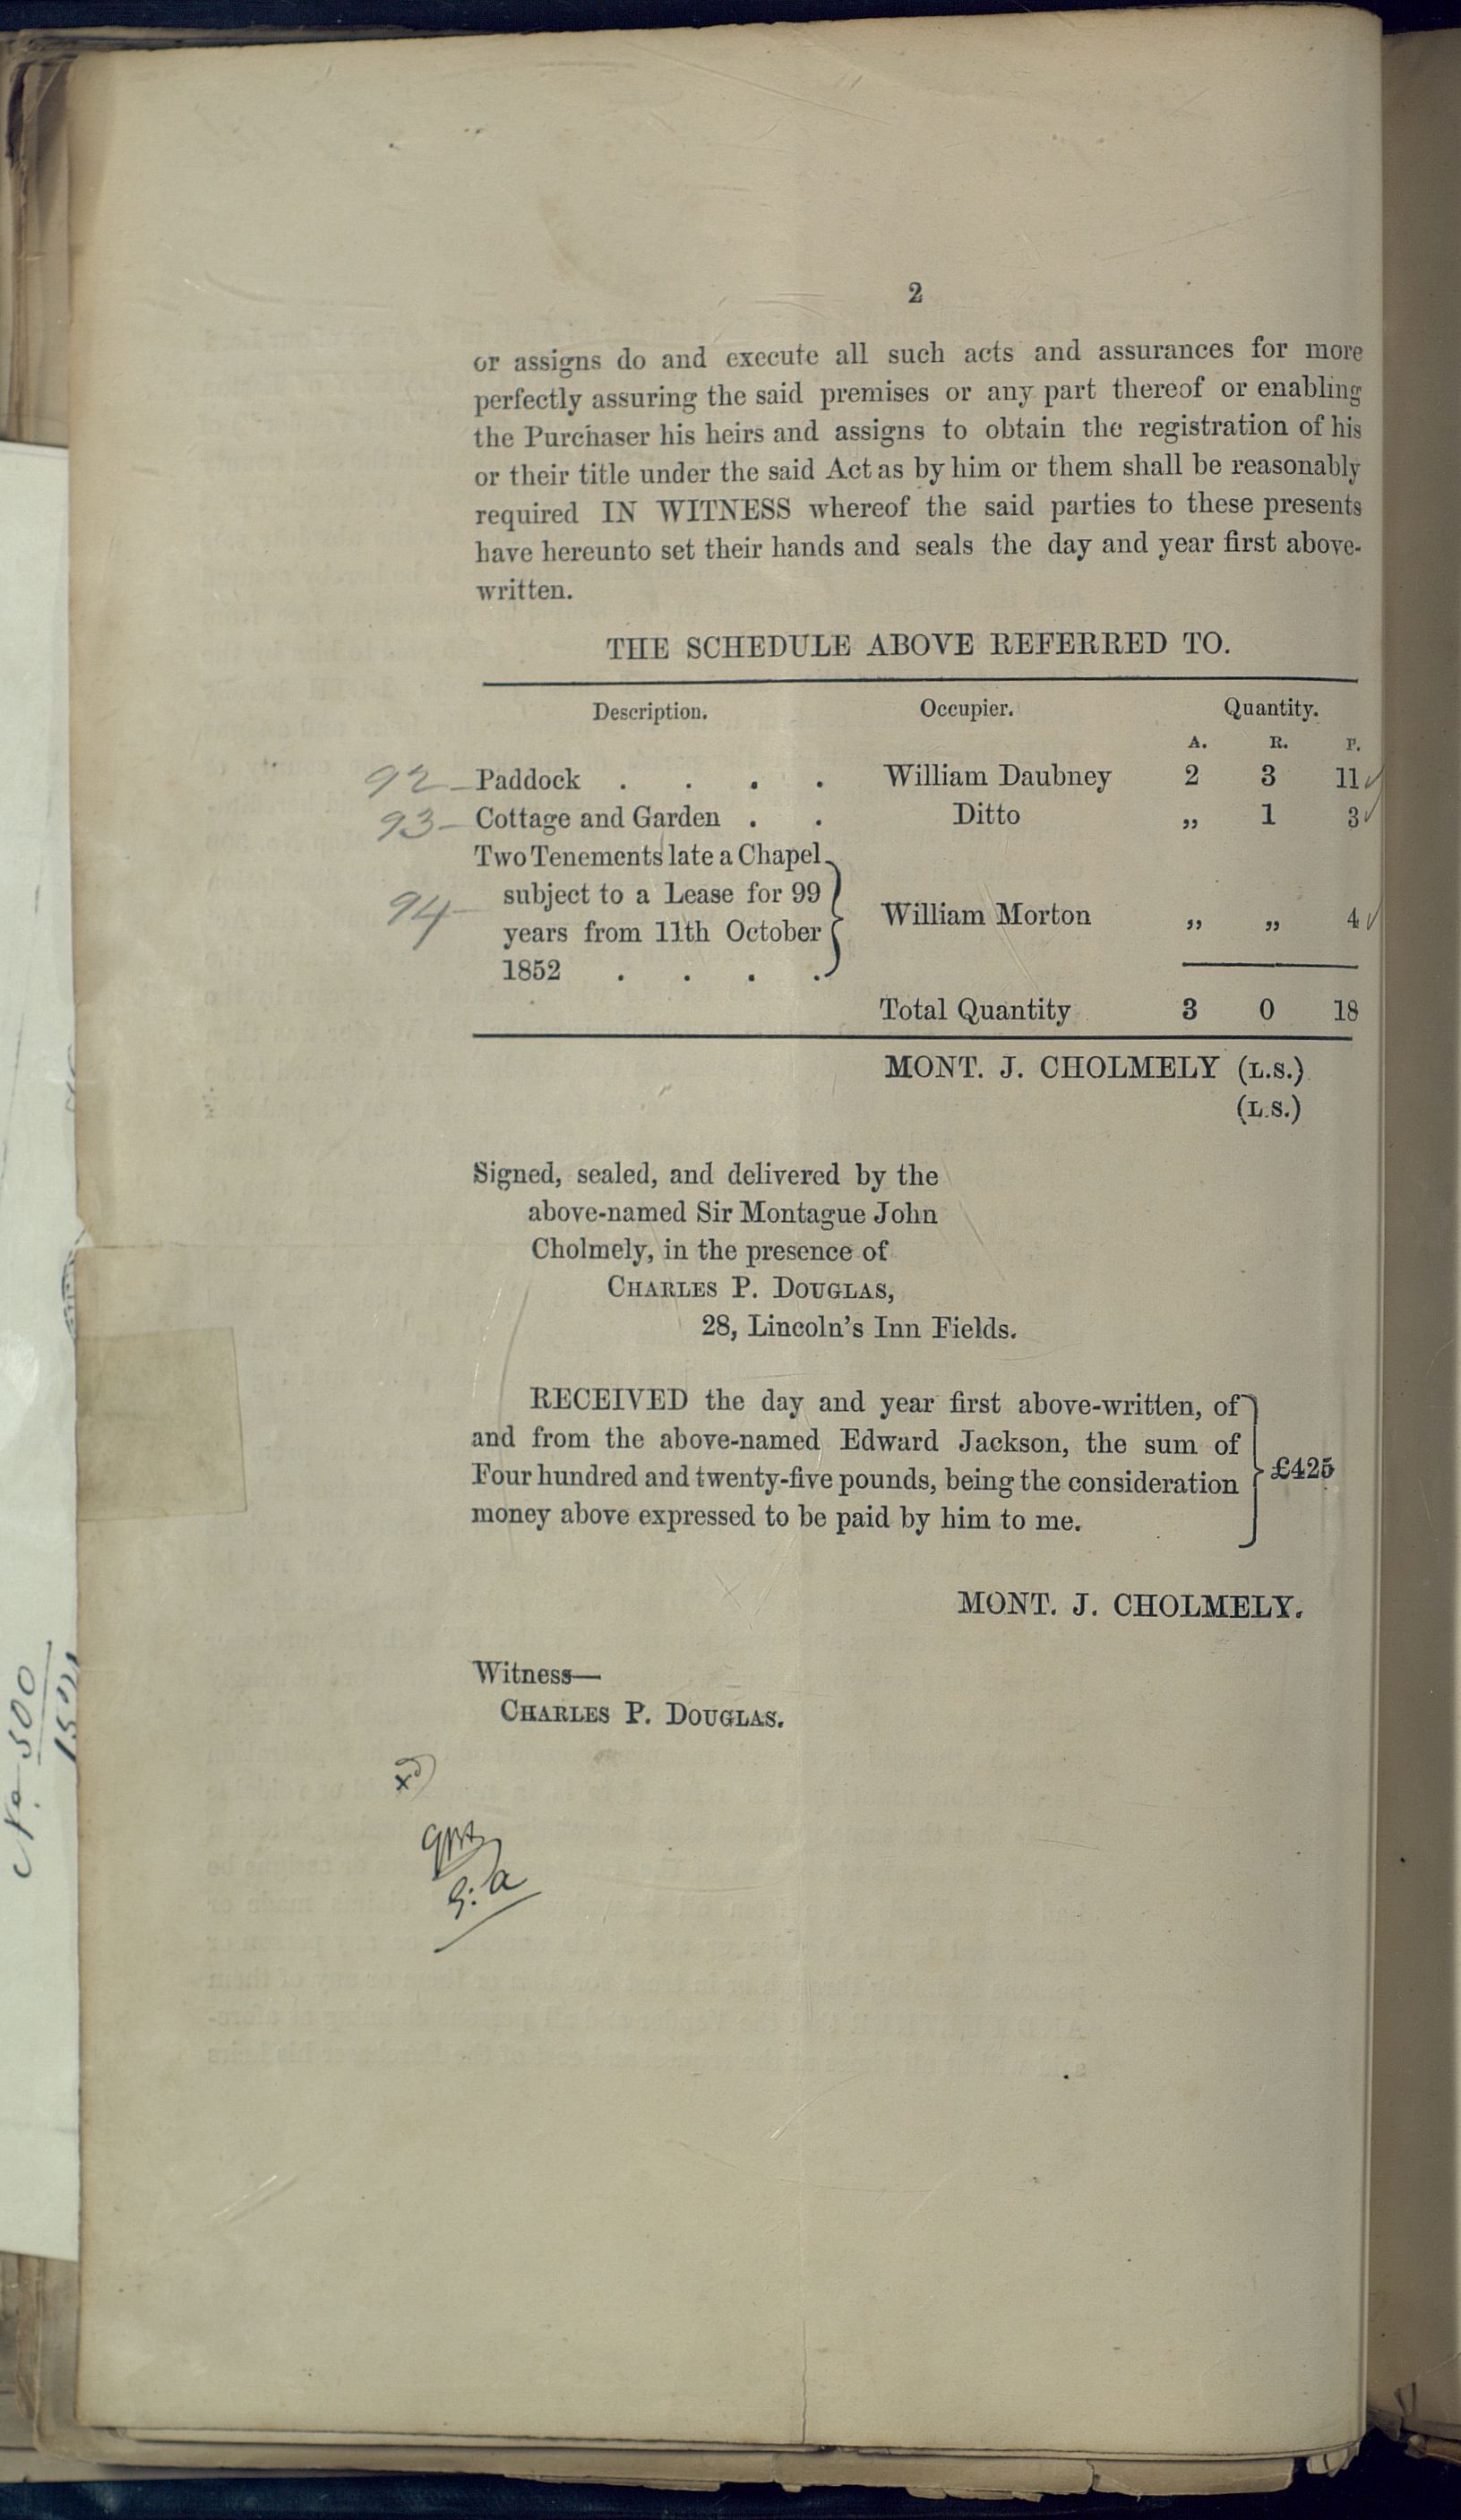 2
or assigns do and execute all such acts and assurances for more
perfectly assuring the said premises or any part thereof or enabling
the Purchaser his heirs and assigns to obtain the registration of his
or their title under the said Act as by him or them shall be reasonably
required IN WITNESS whereof the said parties to these presents
have hereunto set their hands and seals the day and year first above-
written.
THE SCHEDULE ABOVE REFERRED TO.
Description. Occupier. Quantity.
A. R. P.
92 – Paddock . . . . William Daubney 2 3 11 ✓
93 – Cottage and Garden . . Ditto „ 1 3 ✓
Two Tenements late a Chapel
subject to a Lease for 99
94 – years from 11th October William Morton „ „ 4 ✓
1852 . . . .
Total Quantity 3 0 18
MONT. J. CHOLMELY (L.S.)
(L.S.)
Signed, sealed, and delivered by the
above-named Sir Montague John
Cholmely, in the presence of
CHARLES P. DOUGLAS,
28, Lincoln's Inn Fields.
RECEIVED the day and year first above-written, of
and from the above-named Edward Jackson, the sum of
Four hundred and twenty-five pounds, being the consideration £425
money above expressed to be paid by him to me.
MONT. J. CHOLMELY.
Witness—
CHARLES P. DOUGLAS.
No. 500